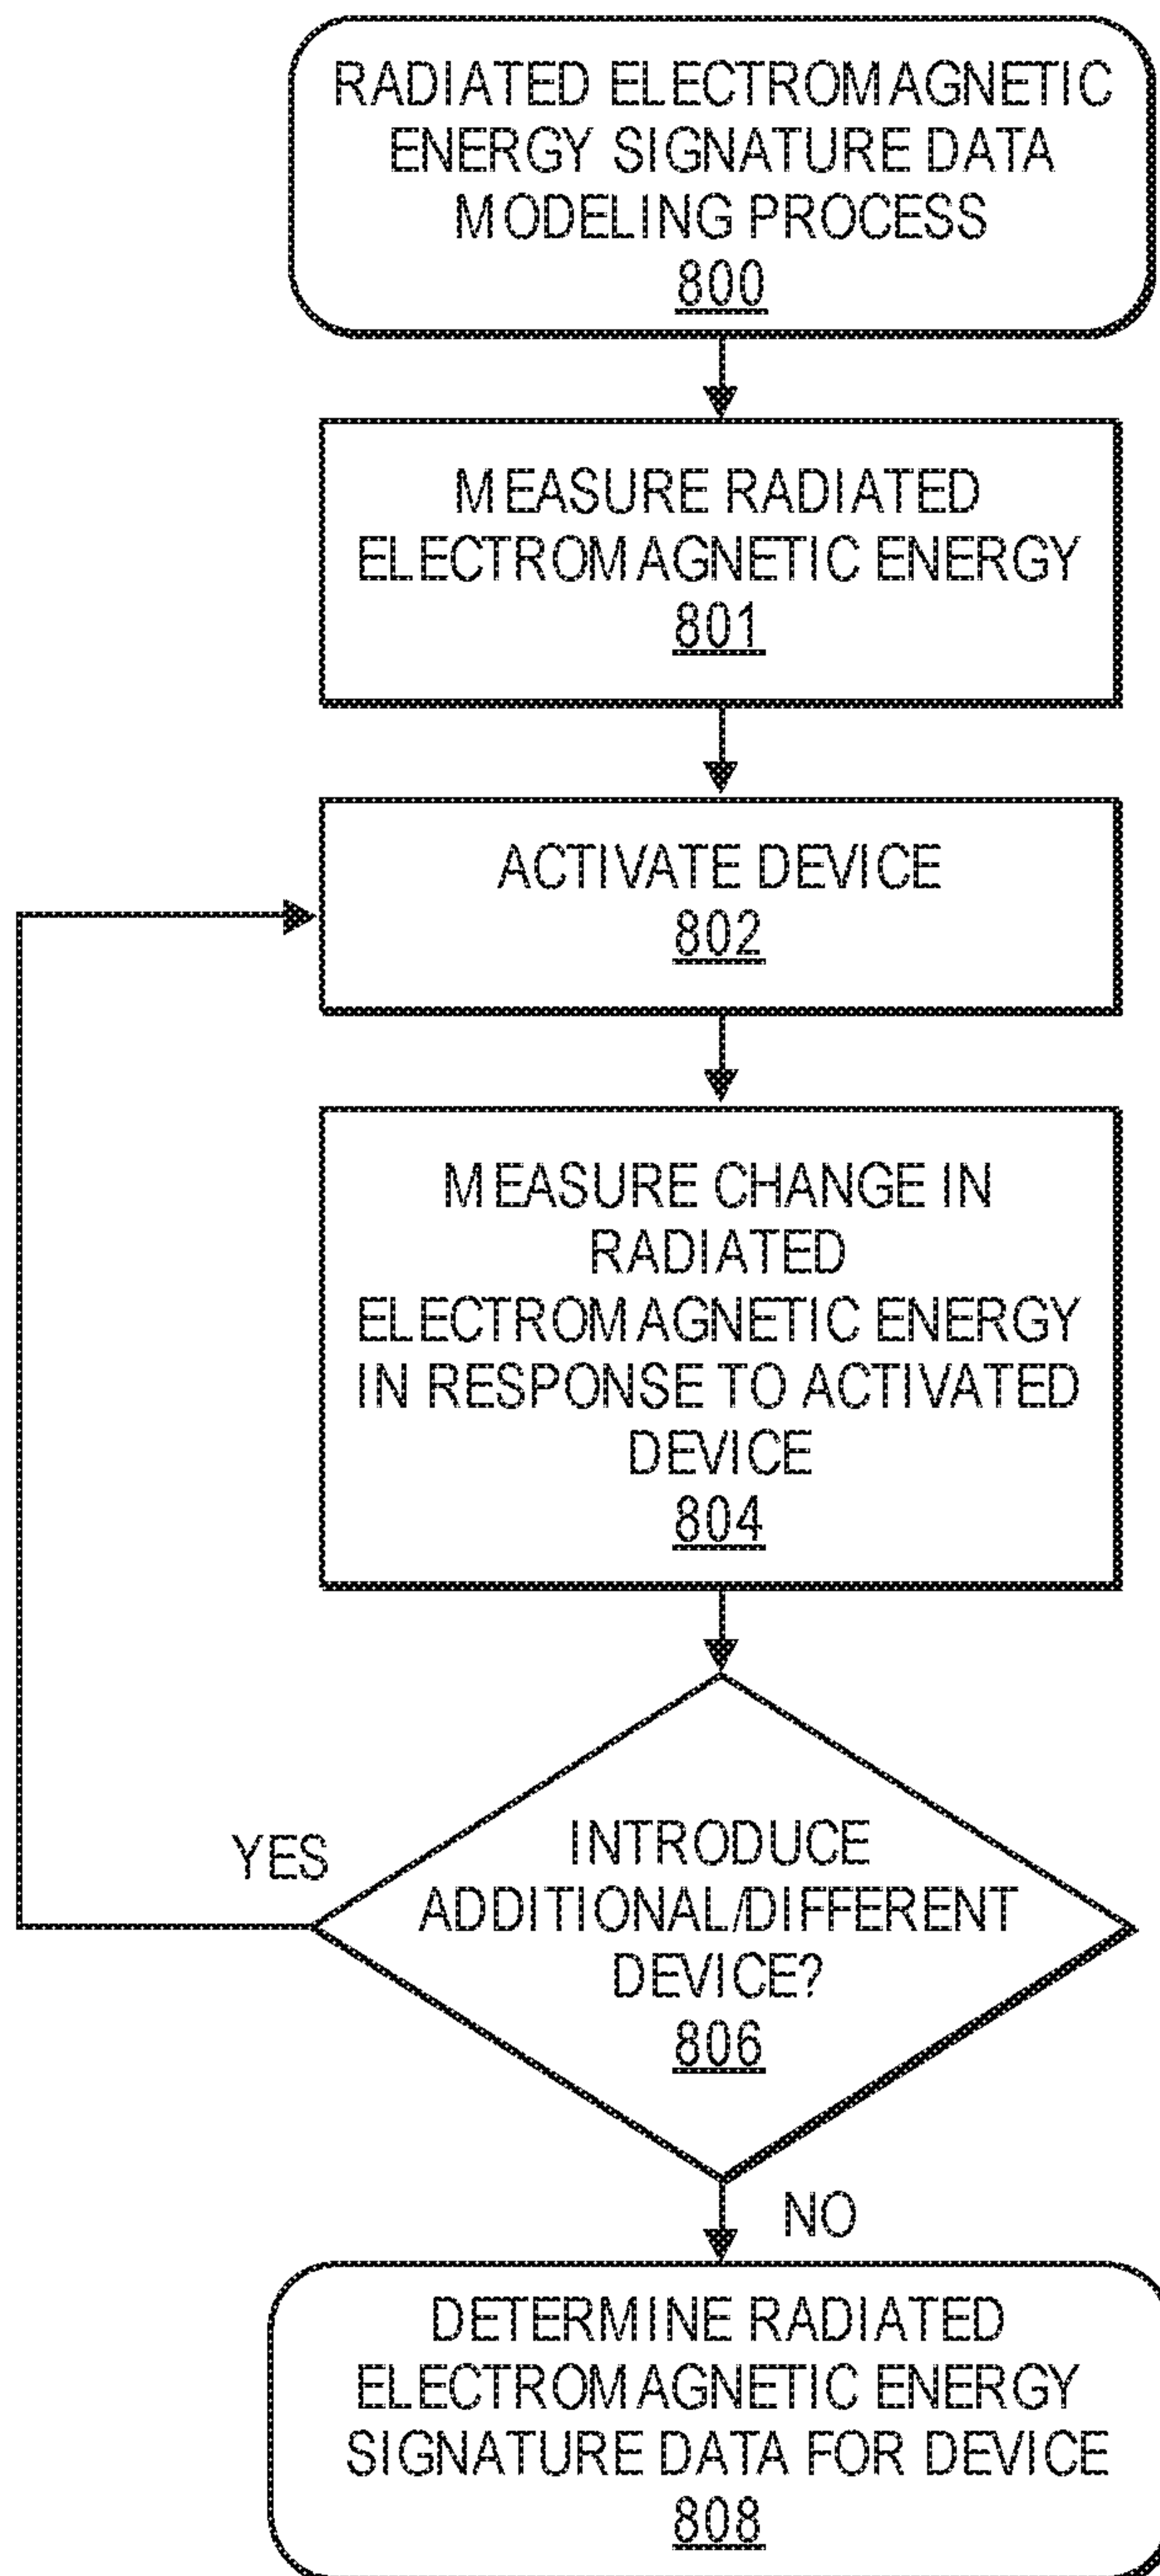 RADIATED ELECTROMAGNETIC
ENERGY SIGNATURE DATA
MODELING PROCESS
800
MEASURE RADIATED
ELECTROMAGNETIC ENERGY
801
ACTIVATE DEVICE
802
MEASURE CHANGE IN
RADIATED
ELECTROMAGNETIC ENERGY
IN RESPONSE TO ACTIVATED
DEVICE
804
YES
INTRODUCE
ADDITIONAL/DIFFERENT
DEVICE?
806
NO
DETERMINE RADIATED
ELECTROMAGNETIC ENERGY
SIGNATURE DATA FOR DEVICE
808